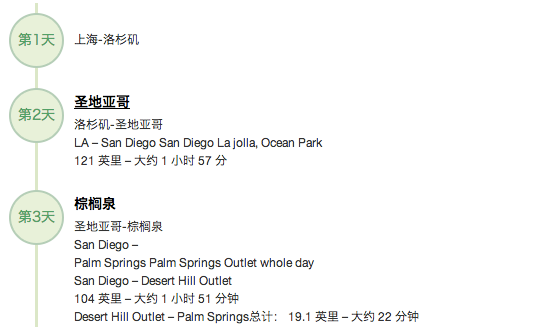 第1天
上海-洛杉矶
第2天
圣地亚哥
洛杉矶-圣地亚哥
LA – San Diego San Diego La jolla, Ocean Park
121 英里 – 大约 1 小时 57 分
第3天
棕榈泉
圣地亚哥-棕榈泉
San Diego –
Palm Springs Palm Springs Outlet whole day
San Diego – Desert Hill Outlet
104 英里 – 大约 1 小时 51 分钟
Desert Hill Outlet – Palm Springs总计： 19.1 英里 – 大约 22 分钟